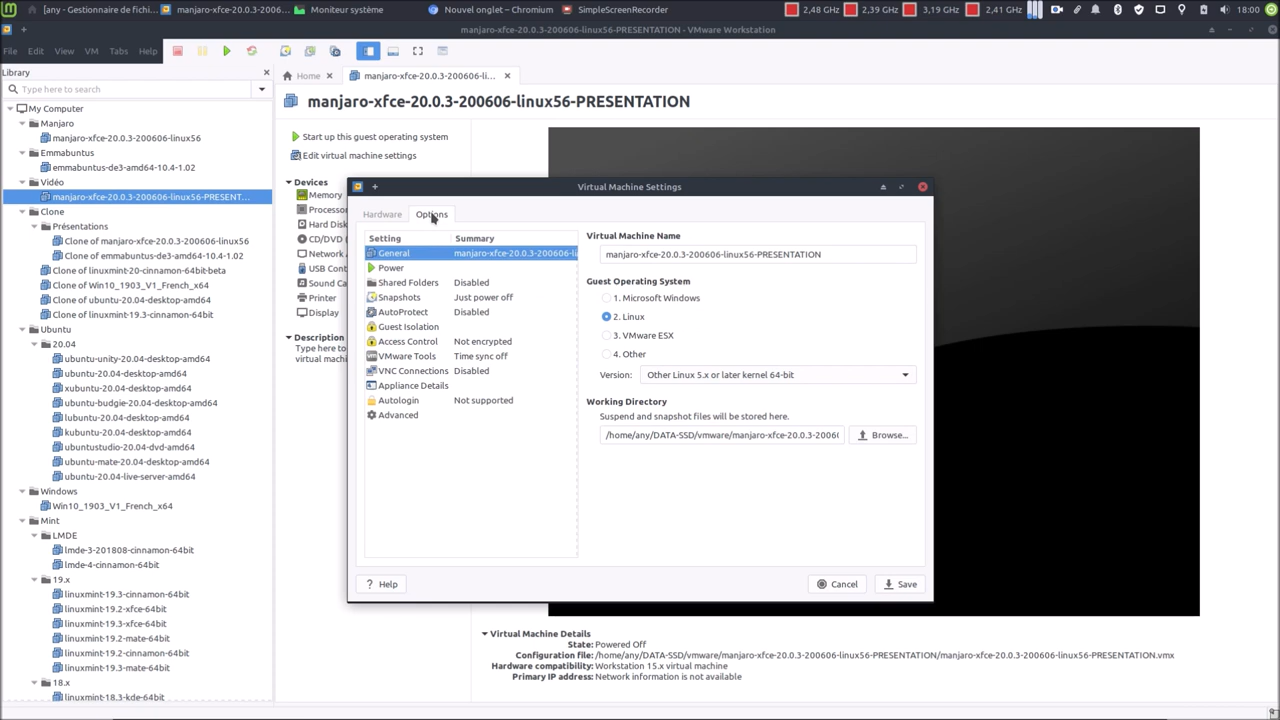 [any - Gestionnaire de fichi...
manjaro-xfce-20.0.3-200606-...
Moniteur système
Nouvel onglet - Chromium
SimpleScreenRecorder
2,48 GHz
2,39 GHz
3,19 GHz
2,41 GHz
18:00
manjaro-xfce-20.0.3-200606-linux56-PRESENTATION - VMware Workstation
File Edit View VM Tabs Help
Library
Type here to search
My Computer
Manjaro
manjaro-xfce-20.0.3-200606-linux56
Emmabuntus
emmabuntus-de3-amd64-10.4-1.02
Vidéo
manjaro-xfce-20.0.3-200606-linux56-PRESENT...
Clone
Présentations
Clone of manjaro-xfce-20.0.3-200606-linux56
Clone of emmabuntus-de3-amd64-10.4-1.02
Clone of linuxmint-20-cinnamon-64bit-beta
Clone of Win10_1903_V1_French_x64
Clone of ubuntu-20.04-desktop-amd64
Clone of linuxmint-19.3-cinnamon-64bit
Ubuntu
20.04
ubuntu-unity-20.04-desktop-amd64
ubuntu-20.04-desktop-amd64
xubuntu-20.04-desktop-amd64
ubuntu-budgie-20.04-desktop-amd64
lubuntu-20.04-desktop-amd64
kubuntu-20.04-desktop-amd64
ubuntustudio-20.04-dvd-amd64
ubuntu-mate-20.04-desktop-amd64
ubuntu-20.04-live-server-amd64
Windows
Win10_1903_V1_French_x64
Mint
LMDE
lmde-3-201808-cinnamon-64bit
lmde-4-cinnamon-64bit
19.x
linuxmint-19.3-cinnamon-64bit
linuxmint-19.2-xfce-64bit
linuxmint-19.3-xfce-64bit
linuxmint-19.2-mate-64bit
linuxmint-19.2-cinnamon-64bit
linuxmint-19.3-mate-64bit
18.x
linuxmint-18.3-kde-64bit
Home
manjaro-xfce-20.0.3-200606-li...
manjaro-xfce-20.0.3-200606-linux56-PRESENTATION
Start up this guest operating system
Edit virtual machine settings
Devices
Memory
Processor
Hard Disk
CD/DVD (
Network A
USB Cont
Sound Ca
Printer
Display
Description
Type here to
virtual machi
Virtual Machine Settings
Hardware
Options
Setting Summary
General manjaro-xfce-20.0.3-200606-li
Power
Shared Folders Disabled
Snapshots Just power off
AutoProtect Disabled
Guest Isolation
Access Control Not encrypted
VMware Tools Time sync off
VNC Connections Disabled
Appliance Details
Autologin Not supported
Advanced
Virtual Machine Name
manjaro-xfce-20.0.3-200606-linux56-PRESENTATION
Guest Operating System
1. Microsoft Windows
2. Linux
3. VMware ESX
4. Other
Version: Other Linux 5.x or later kernel 64-bit
Working Directory
Suspend and snapshot files will be stored here.
/home/any/DATA-SSD/vmware/manjaro-xfce-20.0.3-20060
Browse...
? Help
Cancel
Save
Virtual Machine Details
State: Powered Off
Configuration file: /home/any/DATA-SSD/vmware/manjaro-xfce-20.0.3-200606-linux56-PRESENTATION/manjaro-xfce-20.0.3-200606-linux56-PRESENTATION.vmx
Hardware compatibility: Workstation 15.x virtual machine
Primary IP address: Network information is not available